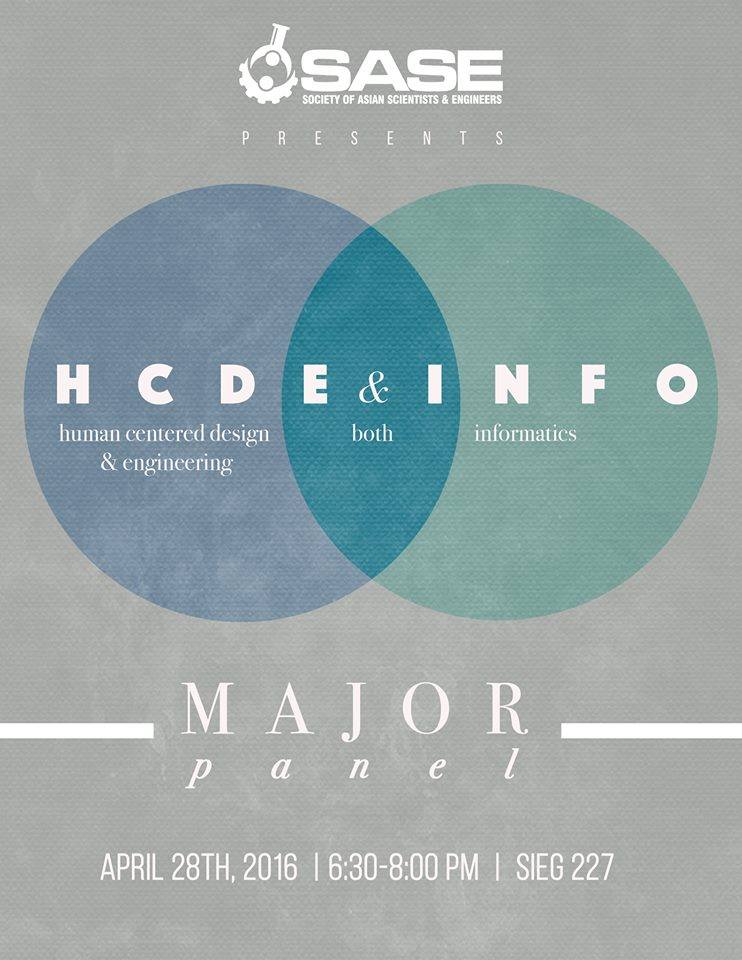 SASE
SOCIETY OF ASIAN SCIENTISTS & ENGINEERS
PRESENTS
HCDE & INFO
human centered design
& engineering
both
informatics
MAJOR
panel
APRIL 28TH, 2016 | 6:30-8:00 PM | SIEG 227